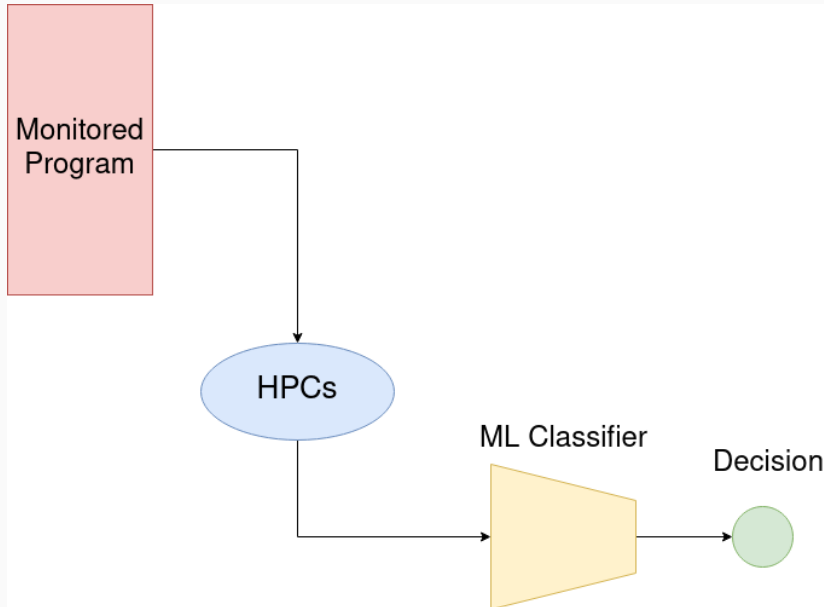 Monitored
Program
HPCs
ML Classifier
Decision